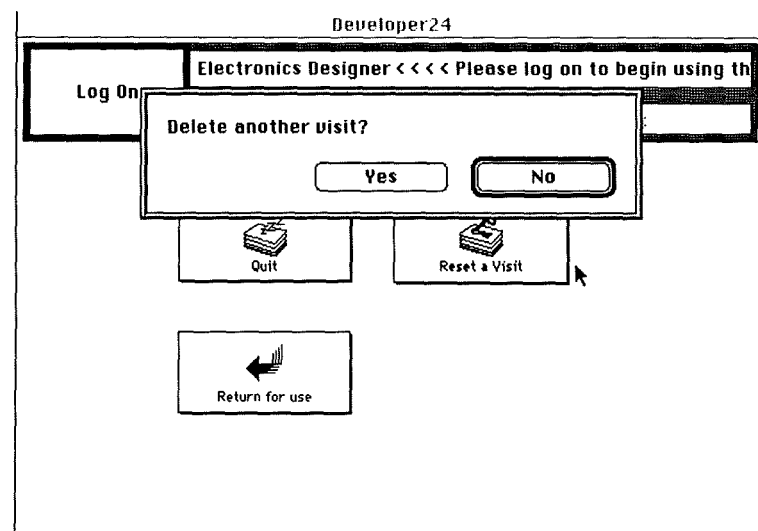 Developer24
Electronics Designer < < < < Please log on to begin using th
Log On
Delete another visit?
Yes No
Quit Reset a Visit
Return for use